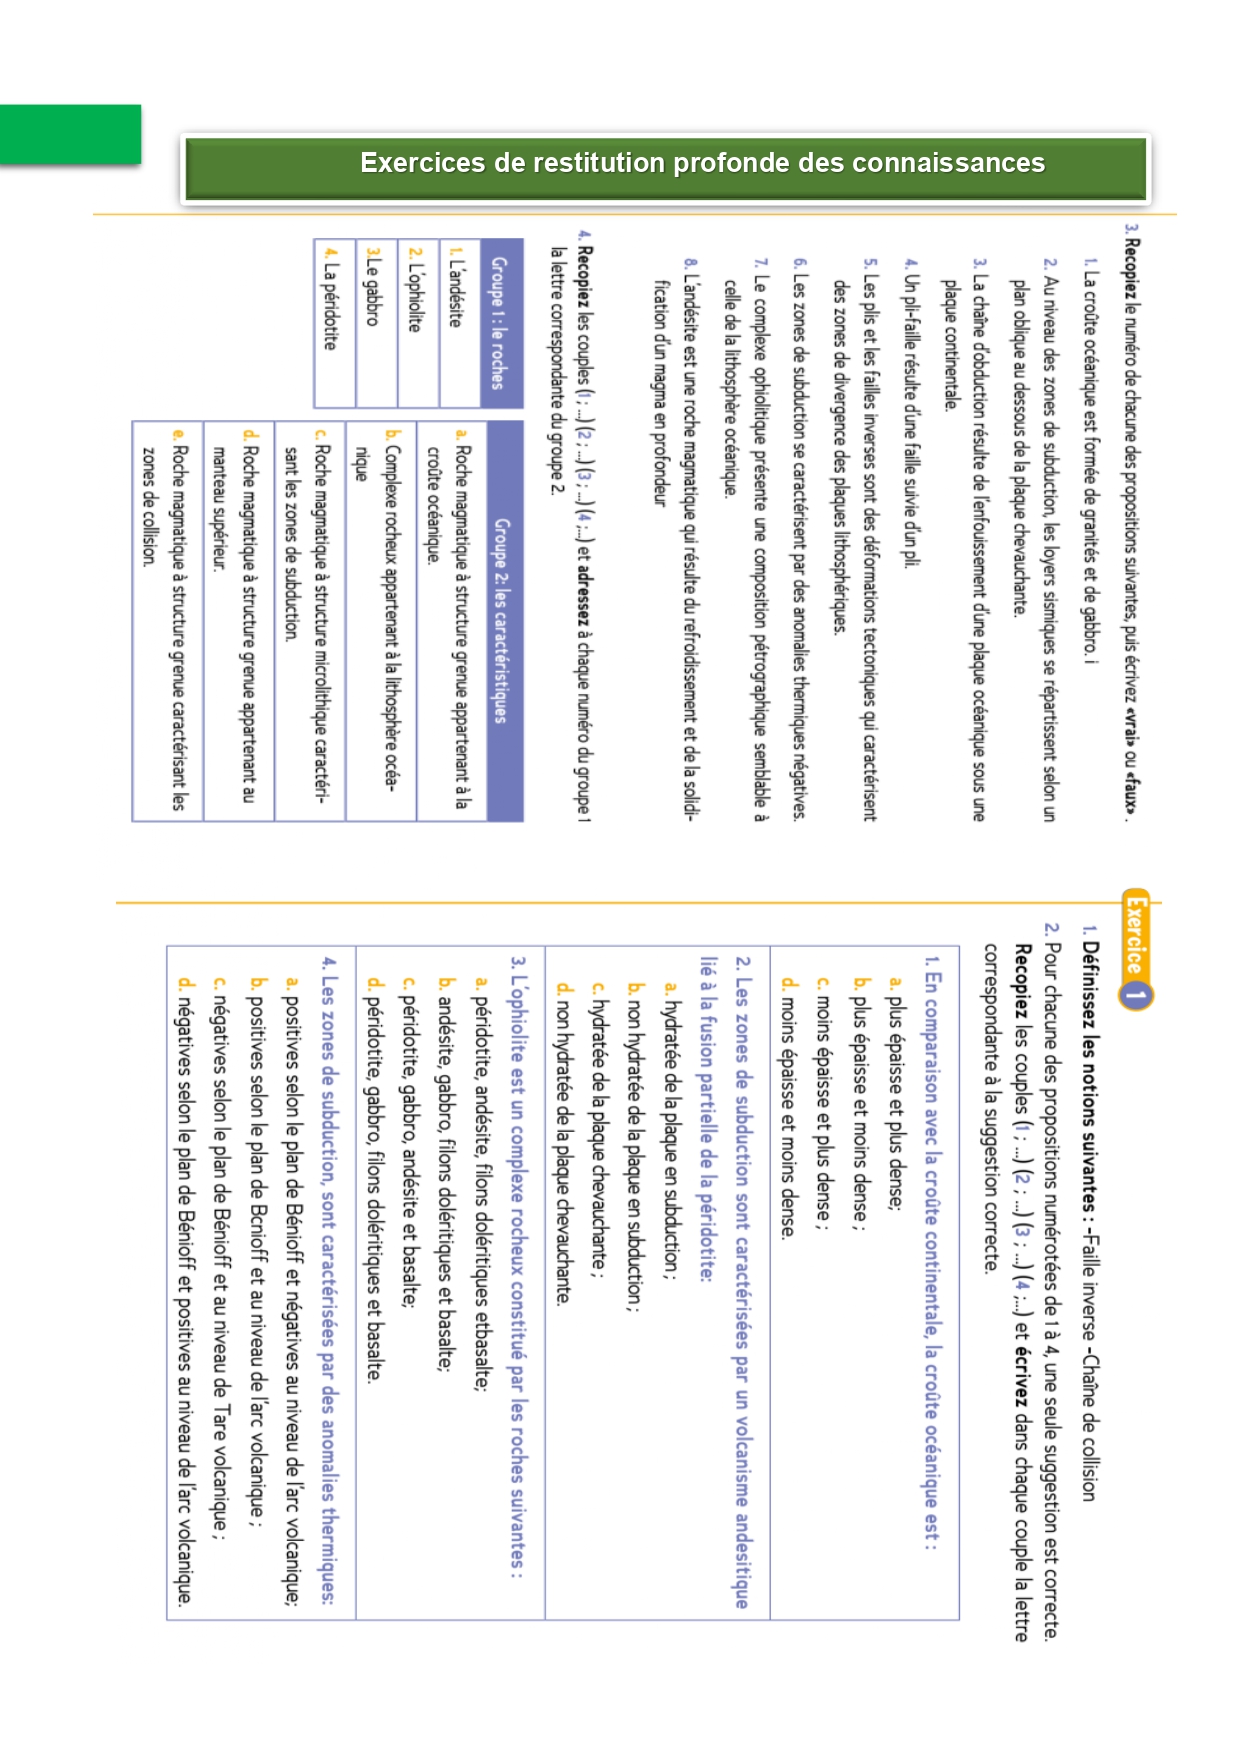 Exercices de restitution profonde des connaissances
Exercice 1
1. Définissez les notions suivantes : -Faille inverse -Chaîne de collision
2. Pour chacune des propositions numérotées de 1 à 4, une seule suggestion est correcte.
Recopiez les couples (1 ; ...) (2 ; ...) (3 ; ...) (4 ;...) et écrivez dans chaque couple la lettre
correspondante à la suggestion correcte.
1. En comparaison avec la croûte continentale, la croûte océanique est :
a. plus épaisse et plus dense;
b. plus épaisse et moins dense ;
c. moins épaisse et plus dense ;
d. moins épaisse et moins dense.
2. Les zones de subduction sont caractérisées par un volcanisme andesitique
lié à la fusion partielle de la péridotite:
a. hydratée de la plaque en subduction ;
b. non hydratée de la plaque en subduction ;
c. hydratée de la plaque chevauchante ;
d. non hydratée de la plaque chevauchante.
3. L'ophiolite est un complexe rocheux constitué par les roches suivantes :
a. péridotite, andésite, filons doléritiques etbasalte;
b. andésite, gabbro, filons doléritiques et basalte;
c. péridotite, gabbro, andésite et basalte;
d. péridotite, gabbro, filons doléritiques et basalte.
4. Les zones de subduction, sont caractérisées par des anomalies thermiques:
a. positives selon le plan de Bénioff et négatives au niveau de l'arc volcanique;
b. positives selon le plan de Bcnioff et au niveau de l'arc volcanique ;
c. négatives selon le plan de Bénioff et au niveau de Tare volcanique ;
d. négatives selon le plan de Bénioff et positives au niveau de l'arc volcanique.
3. Recopiez le numéro de chacune des propositions suivantes, puis écrivez «vrai» ou «faux» .
1. La croûte océanique est formée de granités et de gabbro. i
2. Au niveau des zones de subduction, les loyers sismiques se répartissent selon un
plan oblique au dessous de la plaque chevauchante.
3. La chaîne d'obduction résulte de l'enfouissement d'une plaque océanique sous une
plaque continentale.
4. Un pli-faille résulte d'une faille suivie d'un pli.
5. Les plis et les failles inverses sont des déformations tectoniques qui caractérisent
des zones de divergence des plaques lithosphériques.
6. Les zones de subduction se caractérisent par des anomalies thermiques négatives.
7. Le complexe ophiolitique présente une composition pétrographique semblable à
celle de la lithosphère océanique.
8. L'andésite est une roche magmatique qui résulte du refroidissement et de la solidi-
fication d'un magma en profondeur
4. Recopiez les couples (1 ; ...) (2 ; ...) (3 ; ...) (4 ;...) et adressez à chaque numéro du groupe 1
la lettre correspondante du groupe 2.
Groupe 1 : le roches
1. L'andésite
2. L'ophiolite
3.Le gabbro
4. La péridotite
Groupe 2: les caractéristiques
a. Roche magmatique à structure grenue appartenant à la
croûte océanique.
b. Complexe rocheux appartenant à la lithosphère océa-
nique
c. Roche magmatique à structure microlithique caractéri-
sant les zones de subduction.
d. Roche magmatique à structure grenue appartenant au
manteau supérieur.
e. Roche magmatique à structure grenue caractérisant les
zones de collision.